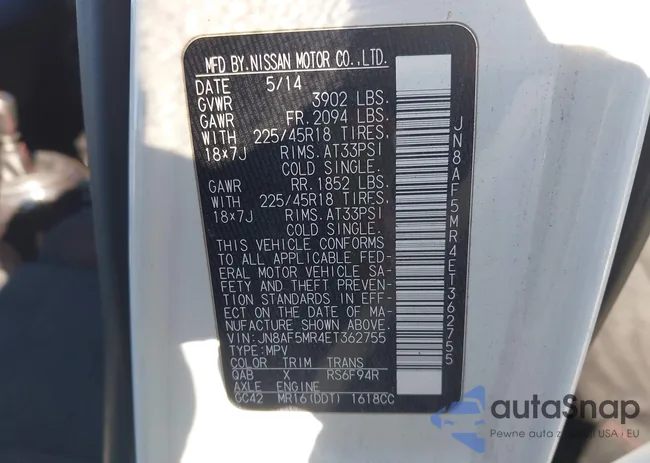 MFD BY.NISSAN MOTOR CO.,LTD.
DATE 5/14
GVWR 3902 LBS.
GAWR FR.2094 LBS.
WITH 225/45R18 TIRES.
18x7J RIMS.AT33PSI
COLD SINGLE.
GAWR RR.1852 LBS.
WITH 225/45R18 TIRES.
18x7J RIMS.AT33PSI
COLD SINGLE.
THIS VEHICLE CONFORMS
TO ALL APPLICABLE FED-
ERAL MOTOR VEHICLE SA-
FETY AND THEFT PREVEN-
TION STANDARDS IN EFF-
ECT ON THE DATE OF MA-
NUFACTURE SHOWN ABOVE.
VIN:JN8AF5MR4ET362755
TYPE:MPV
COLOR TRIM TRANS
QAB X RS6F94R
AXLE ENGINE
GC42 MR16(DDT) 1618CC
JN8AF5MR4ET362755
autoSnap
Pewne auta z USA i EU